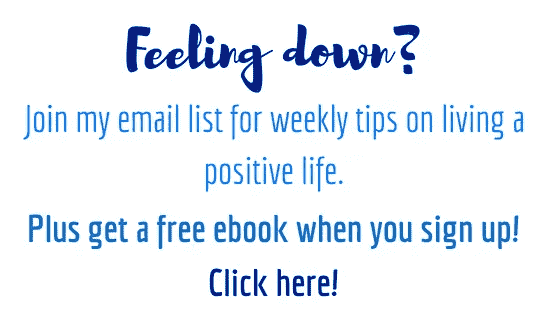 Feeling down?
Join my email list for weekly tips on living a
positive life.
Plus get a free ebook when you sign up!
Click here!